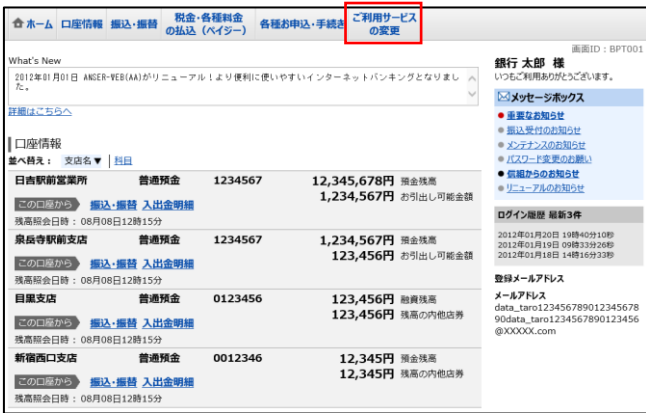 ホーム 口座情報 振込・振替 税金・各種料金の払込(ペイジー) 各種お申込・手続き ご利用サービスの変更
画面ID:BPT001
What's New
2012年01月01日 ANSER-WEB(AA)がリニューアル!より便利に使いやすいインターネットバンキングとなりまし
た。
詳細はこちらへ
口座情報
並べ替え: 支店名▼ 科目
日吉駅前営業所 普通預金 1234567 12,345,678円 預金残高
1,234,567円 お引出し可能金額
この口座から 振込・振替 入出金明細
残高照会日時:08月08日12時15分
泉岳寺駅前支店 普通預金 1234567 1,234,567円 預金残高
123,456円 お引出し可能金額
この口座から 振込・振替 入出金明細
残高照会日時:08月08日12時15分
目黒支店 普通預金 0123456 123,456円 融資残高
123,456円 残高の内他店券
この口座から 振込・振替 入出金明細
残高照会日時:08月08日12時15分
新宿西口支店 普通預金 0012346 12,345円 預金残高
12,345円 残高の内他店券
この口座から 振込・振替 入出金明細
残高照会日時:08月08日12時15分
銀行 太郎 様
いつもご利用ありがとうございます。
メッセージボックス
重要なお知らせ
振込受付のお知らせ
メンテナンスのお知らせ
パスワード変更のお願い
信組からのお知らせ
リニューアルのお知らせ
ログイン履歴 最新3件
2012年01月20日 19時40分10秒
2012年01月19日 09時33分26秒
2012年01月18日 14時16分33秒
登録メールアドレス
メールアドレス
data_taro123456789012345678
90data_taro1234567890123456
@XXXXX.com